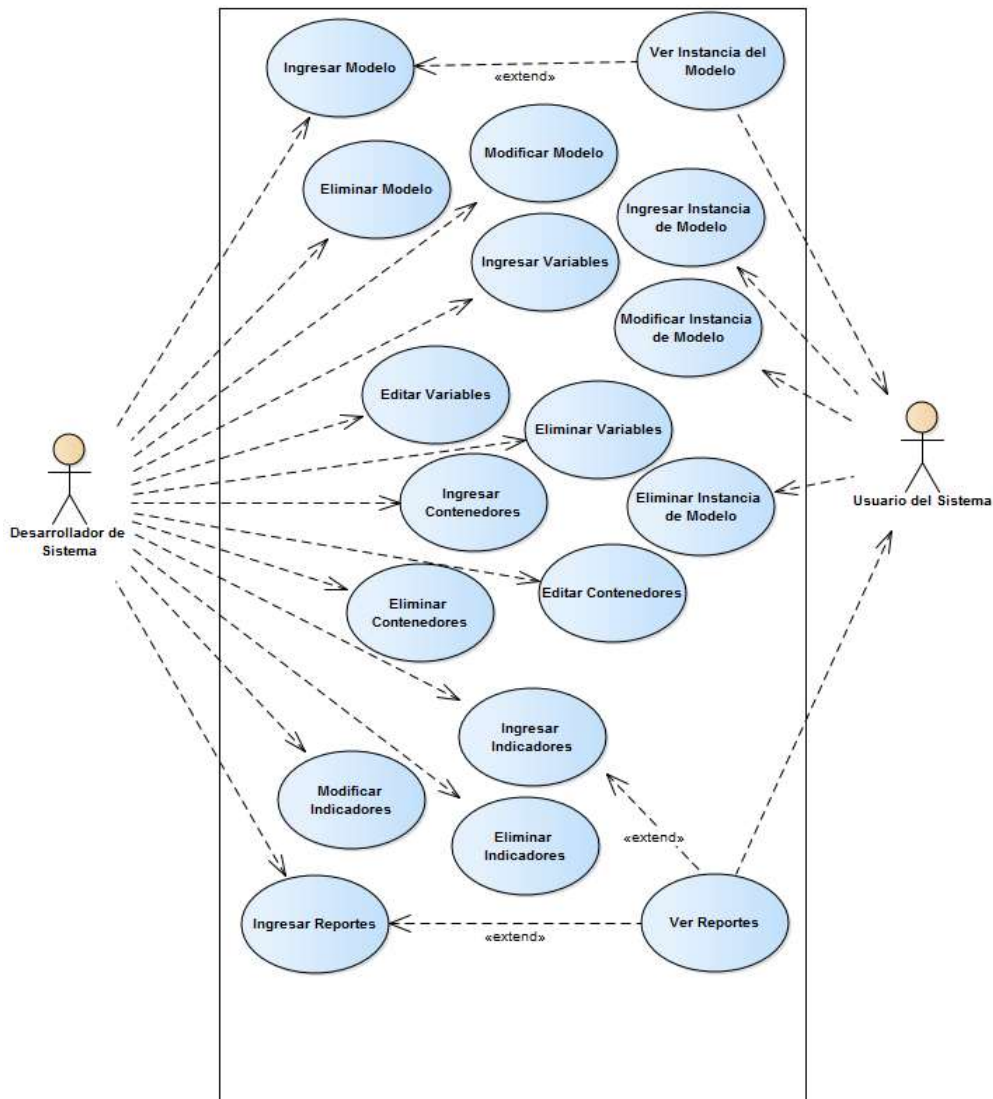 Ingresar Modelo
«extend»
Ver Instancia del
Modelo
Modificar Modelo
Eliminar Modelo
Ingresar Instancia
de Modelo
Ingresar Variables
Modificar Instancia
de Modelo
Editar Variables
Eliminar Variables
Ingresar
Contenedores
Eliminar Instancia
de Modelo
Usuario del Sistema
Desarrollador de
Sistema
Editar Contenedores
Eliminar
Contenedores
Ingresar
Indicadores
Modificar
Indicadores
Eliminar
Indicadores
«extend»
Ingresar Reportes
«extend»
Ver Reportes